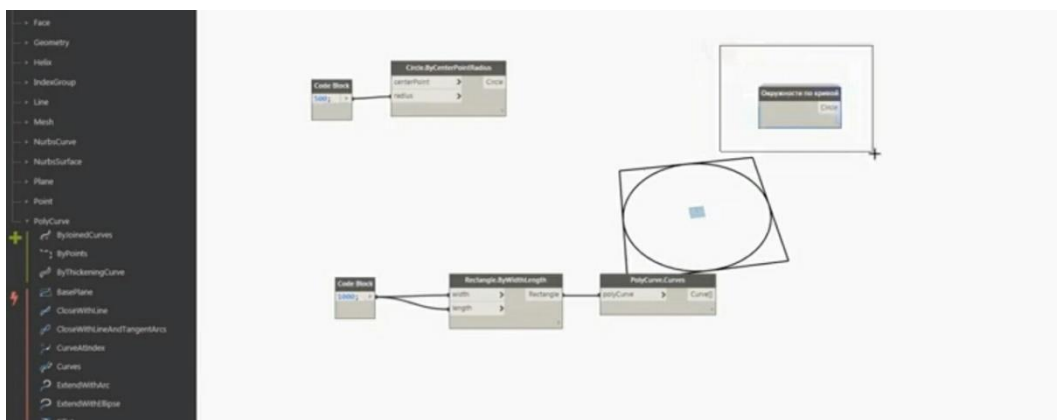 Face
Geometry
Helix
IndexGroup
Line
Mesh
NurbsCurve
NurbsSurface
Plane
Point
PolyCurve
ByJoinedCurves
ByPoints
ByThickeningCurve
BasePlane
CloseWithLine
CloseWithLineAndTangentArcs
CurveAtIndex
Curves
ExtendWithArc
ExtendWithEllipse
Code Block
500;
Circle.ByCenterPointRadius
centerPoint > Circle
radius >
Окружности по кривой
Circle
Code Block
1000;
Rectangle.ByWidthLength
width > Rectangle
length >
PolyCurve.Curves
polyCurve > Curve[]